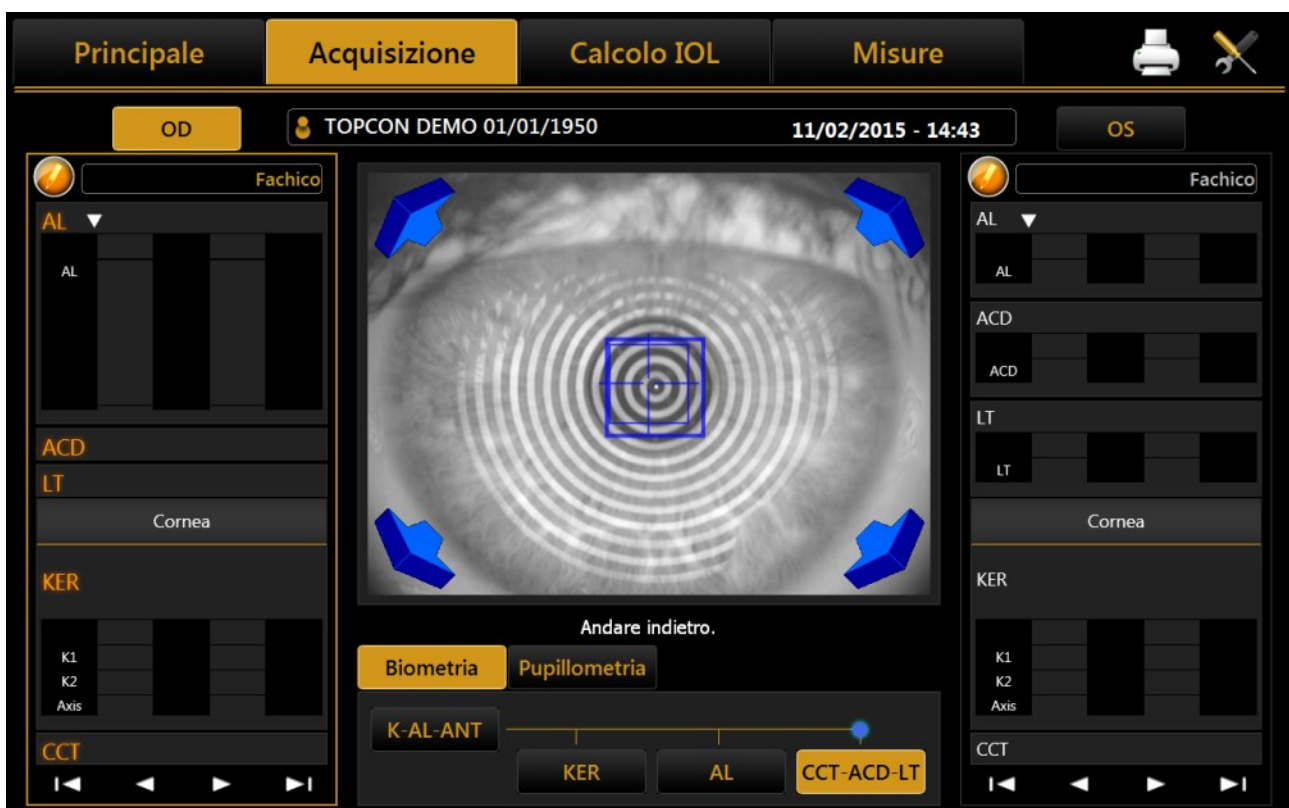 Principale
Acquisizione
Calcolo IOL
Misure
OD
TOPCON DEMO 01/01/1950
11/02/2015 - 14:43
OS
Fachico
AL
AL
ACD
LT
Cornea
KER
K1
K2
Axis
CCT
Andare indietro.
Biometria
Pupillometria
K-AL-ANT
KER
AL
CCT-ACD-LT
Fachico
AL
AL
ACD
ACD
LT
LT
Cornea
KER
K1
K2
Axis
CCT